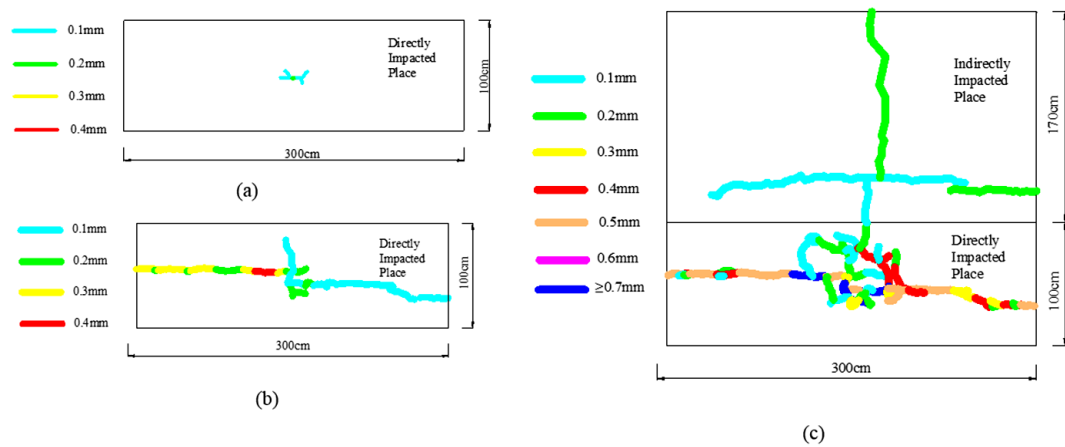 0.1mm
0.2mm
0.3mm
0.4mm
Directly
Impacted
Place
100cm
300cm
(a)
0.1mm
0.2mm
0.3mm
0.4mm
Directly
Impacted
Place
100cm
300cm
(b)
0.1mm
0.2mm
0.3mm
0.4mm
0.5mm
0.6mm
≥0.7mm
Indirectly
Impacted
Place
170cm
Directly
Impacted
Place
100cm
300cm
(c)